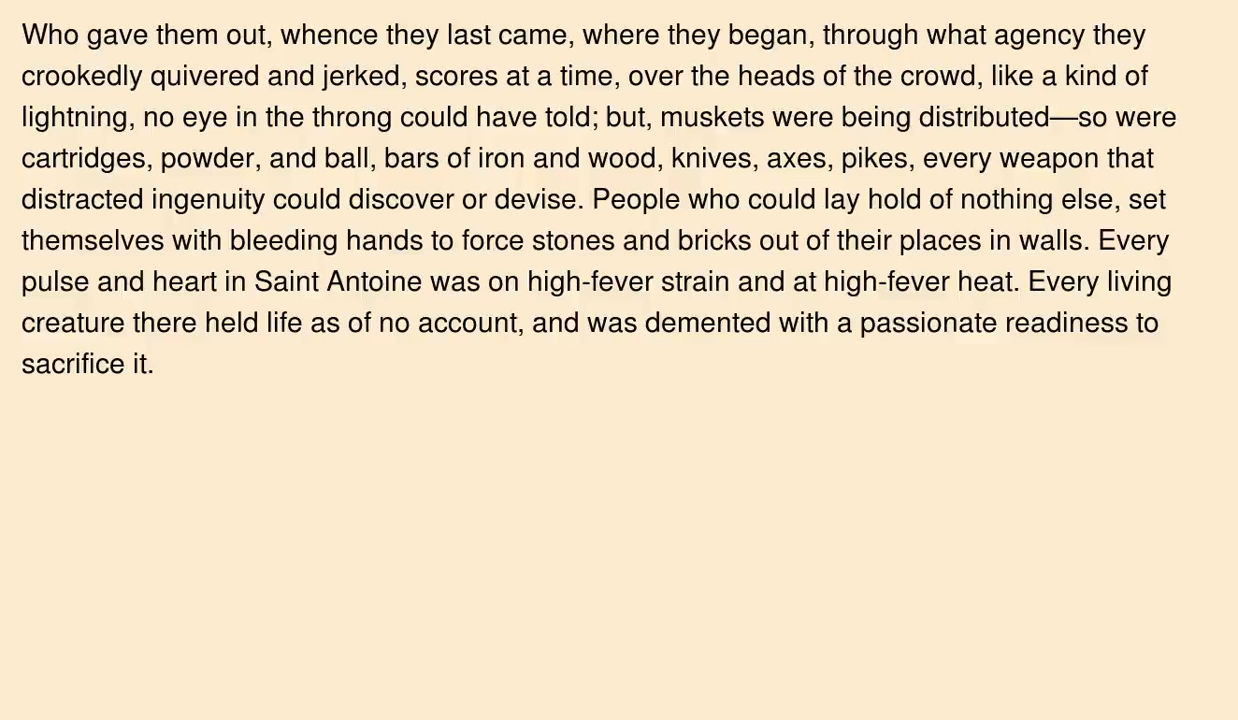 Who gave them out, whence they last came, where they began, through what agency they
crookedly quivered and jerked, scores at a time, over the heads of the crowd, like a kind of
lightning, no eye in the throng could have told; but, muskets were being distributed—so were
cartridges, powder, and ball, bars of iron and wood, knives, axes, pikes, every weapon that
distracted ingenuity could discover or devise. People who could lay hold of nothing else, set
themselves with bleeding hands to force stones and bricks out of their places in walls. Every
pulse and heart in Saint Antoine was on high-fever strain and at high-fever heat. Every living
creature there held life as of no account, and was demented with a passionate readiness to
sacrifice it.